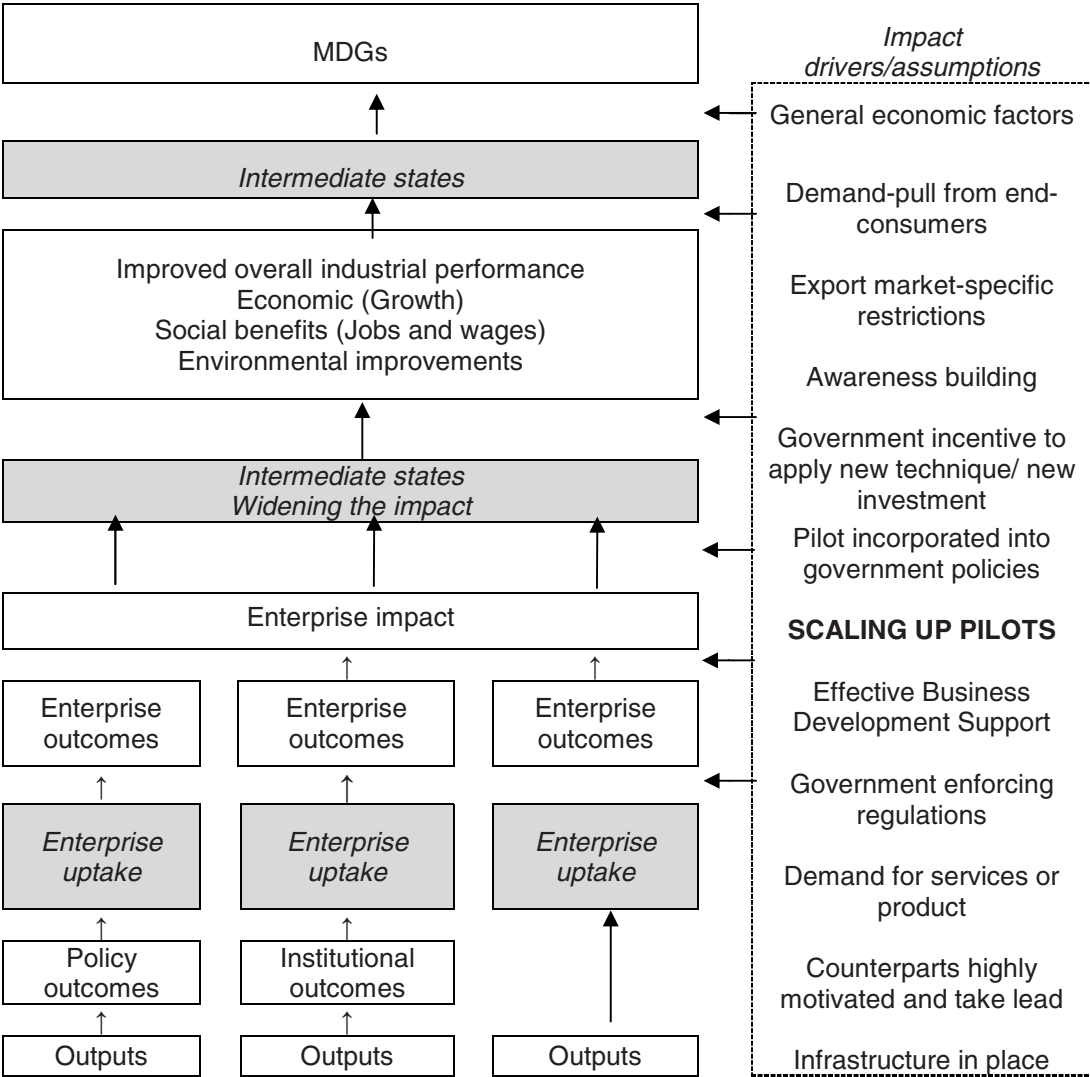 MDGs
Intermediate states
Improved overall industrial performance
Economic (Growth)
Social benefits (Jobs and wages)
Environmental improvements
Intermediate states
Widening the impact
Enterprise impact
Enterprise
outcomes
Enterprise
outcomes
Enterprise
outcomes
Enterprise
uptake
Enterprise
uptake
Enterprise
uptake
Policy
outcomes
Institutional
outcomes
Outputs
Outputs
Outputs
Impact
drivers/assumptions
General economic factors
Demand-pull from end-
consumers
Export market-specific
restrictions
Awareness building
Government incentive to
apply new technique/ new
investment
Pilot incorporated into
government policies
SCALING UP PILOTS
Effective Business
Development Support
Government enforcing
regulations
Demand for services or
product
Counterparts highly
motivated and take lead
Infrastructure in place